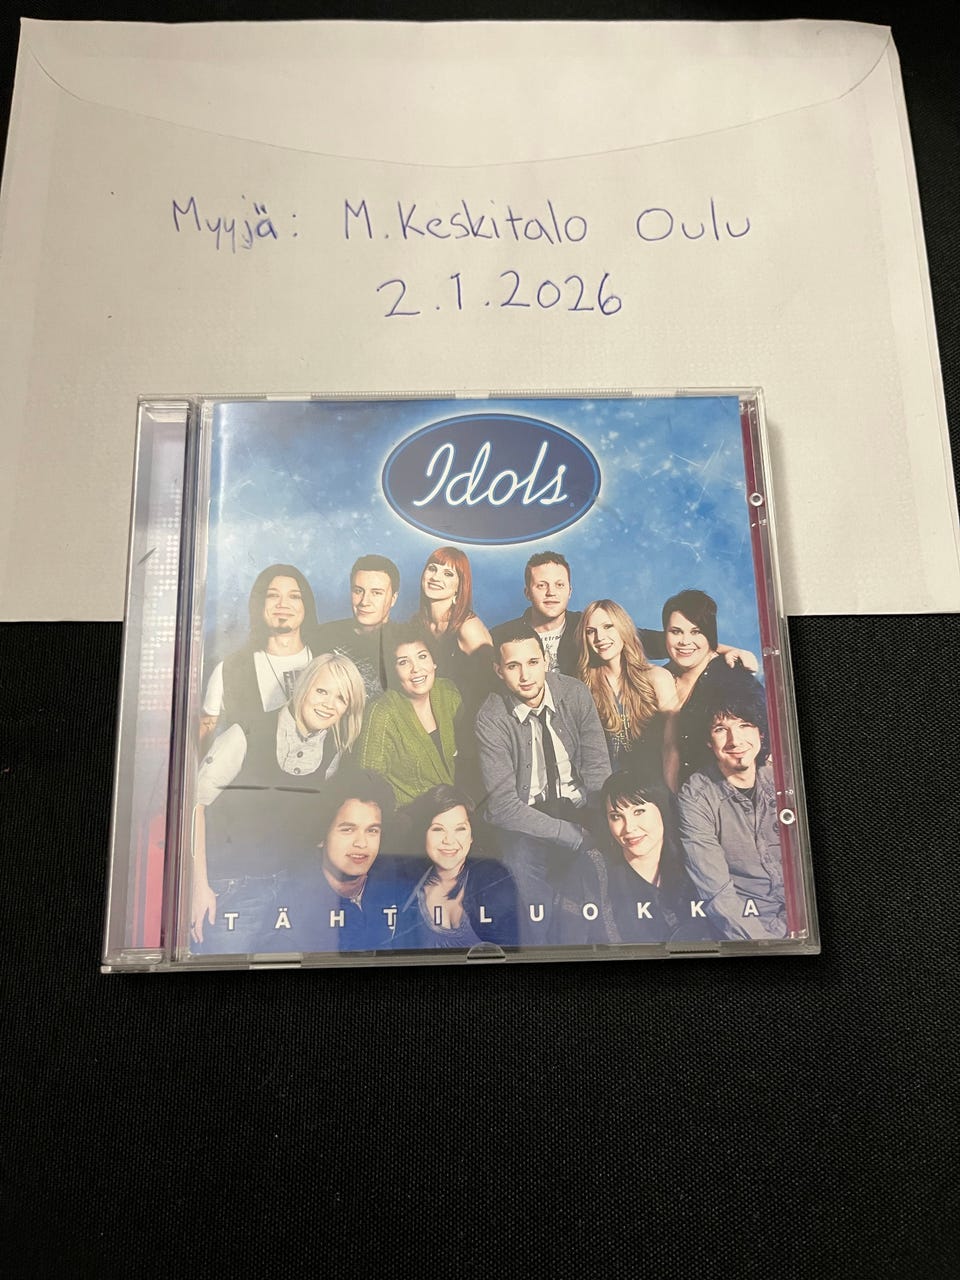 Myyjä: M. Keskitalo Oulu
2.1.2026
Idols
TÄHTILUOKKA